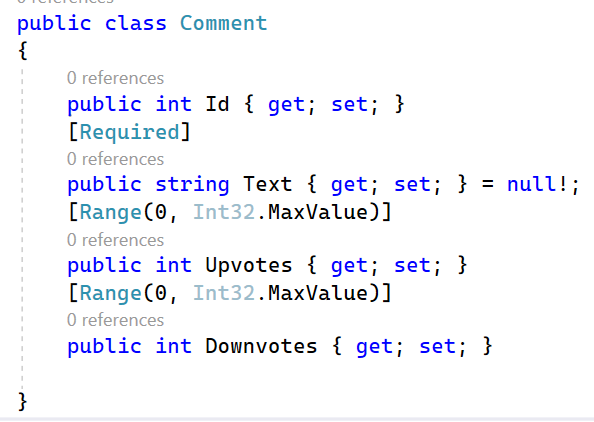 0 references
public class Comment
{
0 references
public int Id { get; set; }
[Required]
0 references
public string Text { get; set; } = null!;
[Range(0, Int32.MaxValue)]
0 references
public int Upvotes { get; set; }
[Range(0, Int32.MaxValue)]
0 references
public int Downvotes { get; set; }
}